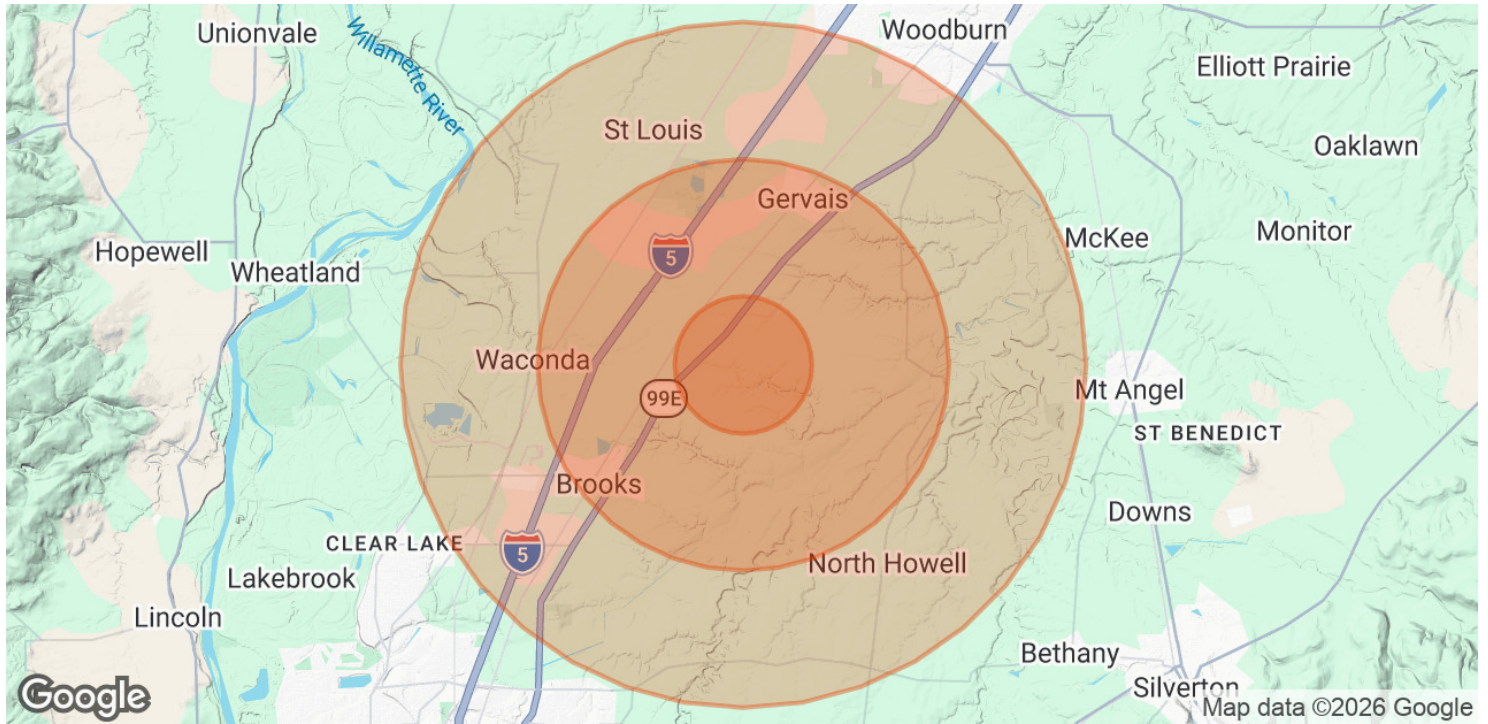 Unionvale
Woodburn
Willamette River
Elliott Prairie
St Louis
Oaklawn
Gervais
Monitor
McKee
Hopewell
5
Wheatland
Waconda
Mt Angel
99E
ST BENEDICT
Brooks
Downs
CLEAR LAKE
5
North Howell
Lakebrook
Lincoln
Bethany
Silverton
Google
Map data ©2026 Google